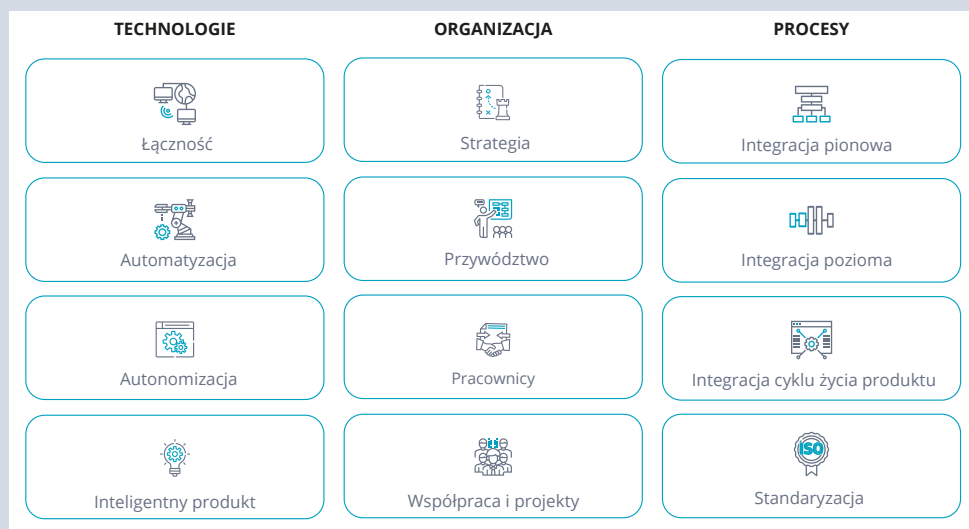 TECHNOLOGIE
ORGANIZACJA
PROCESY
Łączność
Strategia
Integracja pionowa
Automatyzacja
Przywództwo
Integracja pozioma
Autonomizacja
Pracownicy
Integracja cyklu życia produktu
Inteligentny produkt
Współpraca i projekty
ISO
Standaryzacja